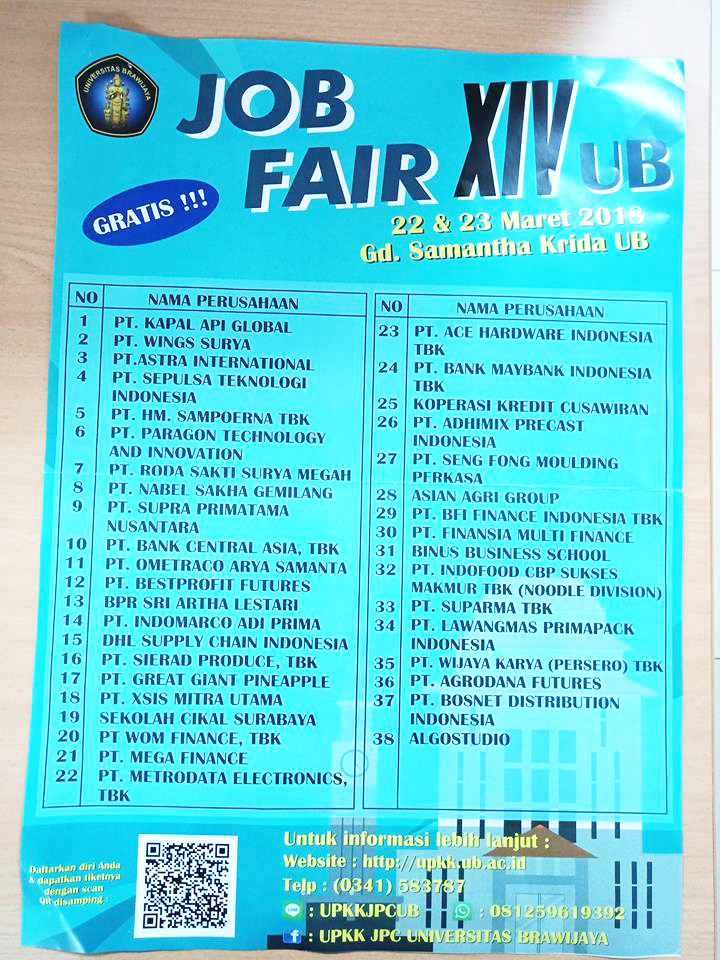 UNIVERSITAS BRAWIJAYA
JOB
FAIR XIV UB
GRATIS !!!
22 & 23 Maret 2018
Gd. Samantha Krida UB
NO NAMA PERUSAHAAN
1 PT. KAPAL API GLOBAL
2 PT. WINGS SURYA
3 PT.ASTRA INTERNATIONAL
4 PT. SEPULSA TEKNOLOGI
INDONESIA
5 PT. HM. SAMPOERNA TBK
6 PT. PARAGON TECHNOLOGY
AND INNOVATION
7 PT. RODA SAKTI SURYA MEGAH
8 PT. NABEL SAKHA GEMILANG
9 PT. SUPRA PRIMATAMA
NUSANTARA
10 PT. BANK CENTRAL ASIA, TBK
11 PT. OMETRACO ARYA SAMANTA
12 PT. BESTPROFIT FUTURES
13 BPR SRI ARTHA LESTARI
14 PT. INDOMARCO ADI PRIMA
15 DHL SUPPLY CHAIN INDONESIA
16 PT. SIERAD PRODUCE, TBK
17 PT. GREAT GIANT PINEAPPLE
18 PT. XSIS MITRA UTAMA
19 SEKOLAH CIKAL SURABAYA
20 PT WOM FINANCE, TBK
21 PT. MEGA FINANCE
22 PT. METRODATA ELECTRONICS,
TBK
NO NAMA PERUSAHAAN
23 PT. ACE HARDWARE INDONESIA
TBK
24 PT. BANK MAYBANK INDONESIA
TBK
25 KOPERASI KREDIT CUSAWIRAN
26 PT. ADHIMIX PRECAST
INDONESIA
27 PT. SENG FONG MOULDING
PERKASA
28 ASIAN AGRI GROUP
29 PT. BFI FINANCE INDONESIA TBK
30 PT. FINANSIA MULTI FINANCE
31 BINUS BUSINESS SCHOOL
32 PT. INDOFOOD CBP SUKSES
MAKMUR TBK (NOODLE DIVISION)
33 PT. SUPARMA TBK
34 PT. LAWANGMAS PRIMAPACK
INDONESIA
35 PT. WIJAYA KARYA (PERSERO) TBK
36 PT. AGRODANA FUTURES
37 PT. BOSNET DISTRIBUTION
INDONESIA
38 ALGOSTUDIO
Daftarkan diri Anda
& dapatkan tiketnya
dengan scan
QR disamping :
Untuk informasi lebih lanjut :
Website : http://upkk.ub.ac.id
Telp : (0341) 583787
LINE : UPKKJPCUB : 081259619392
f : UPKK JPC UNIVERSITAS BRAWIJAYA